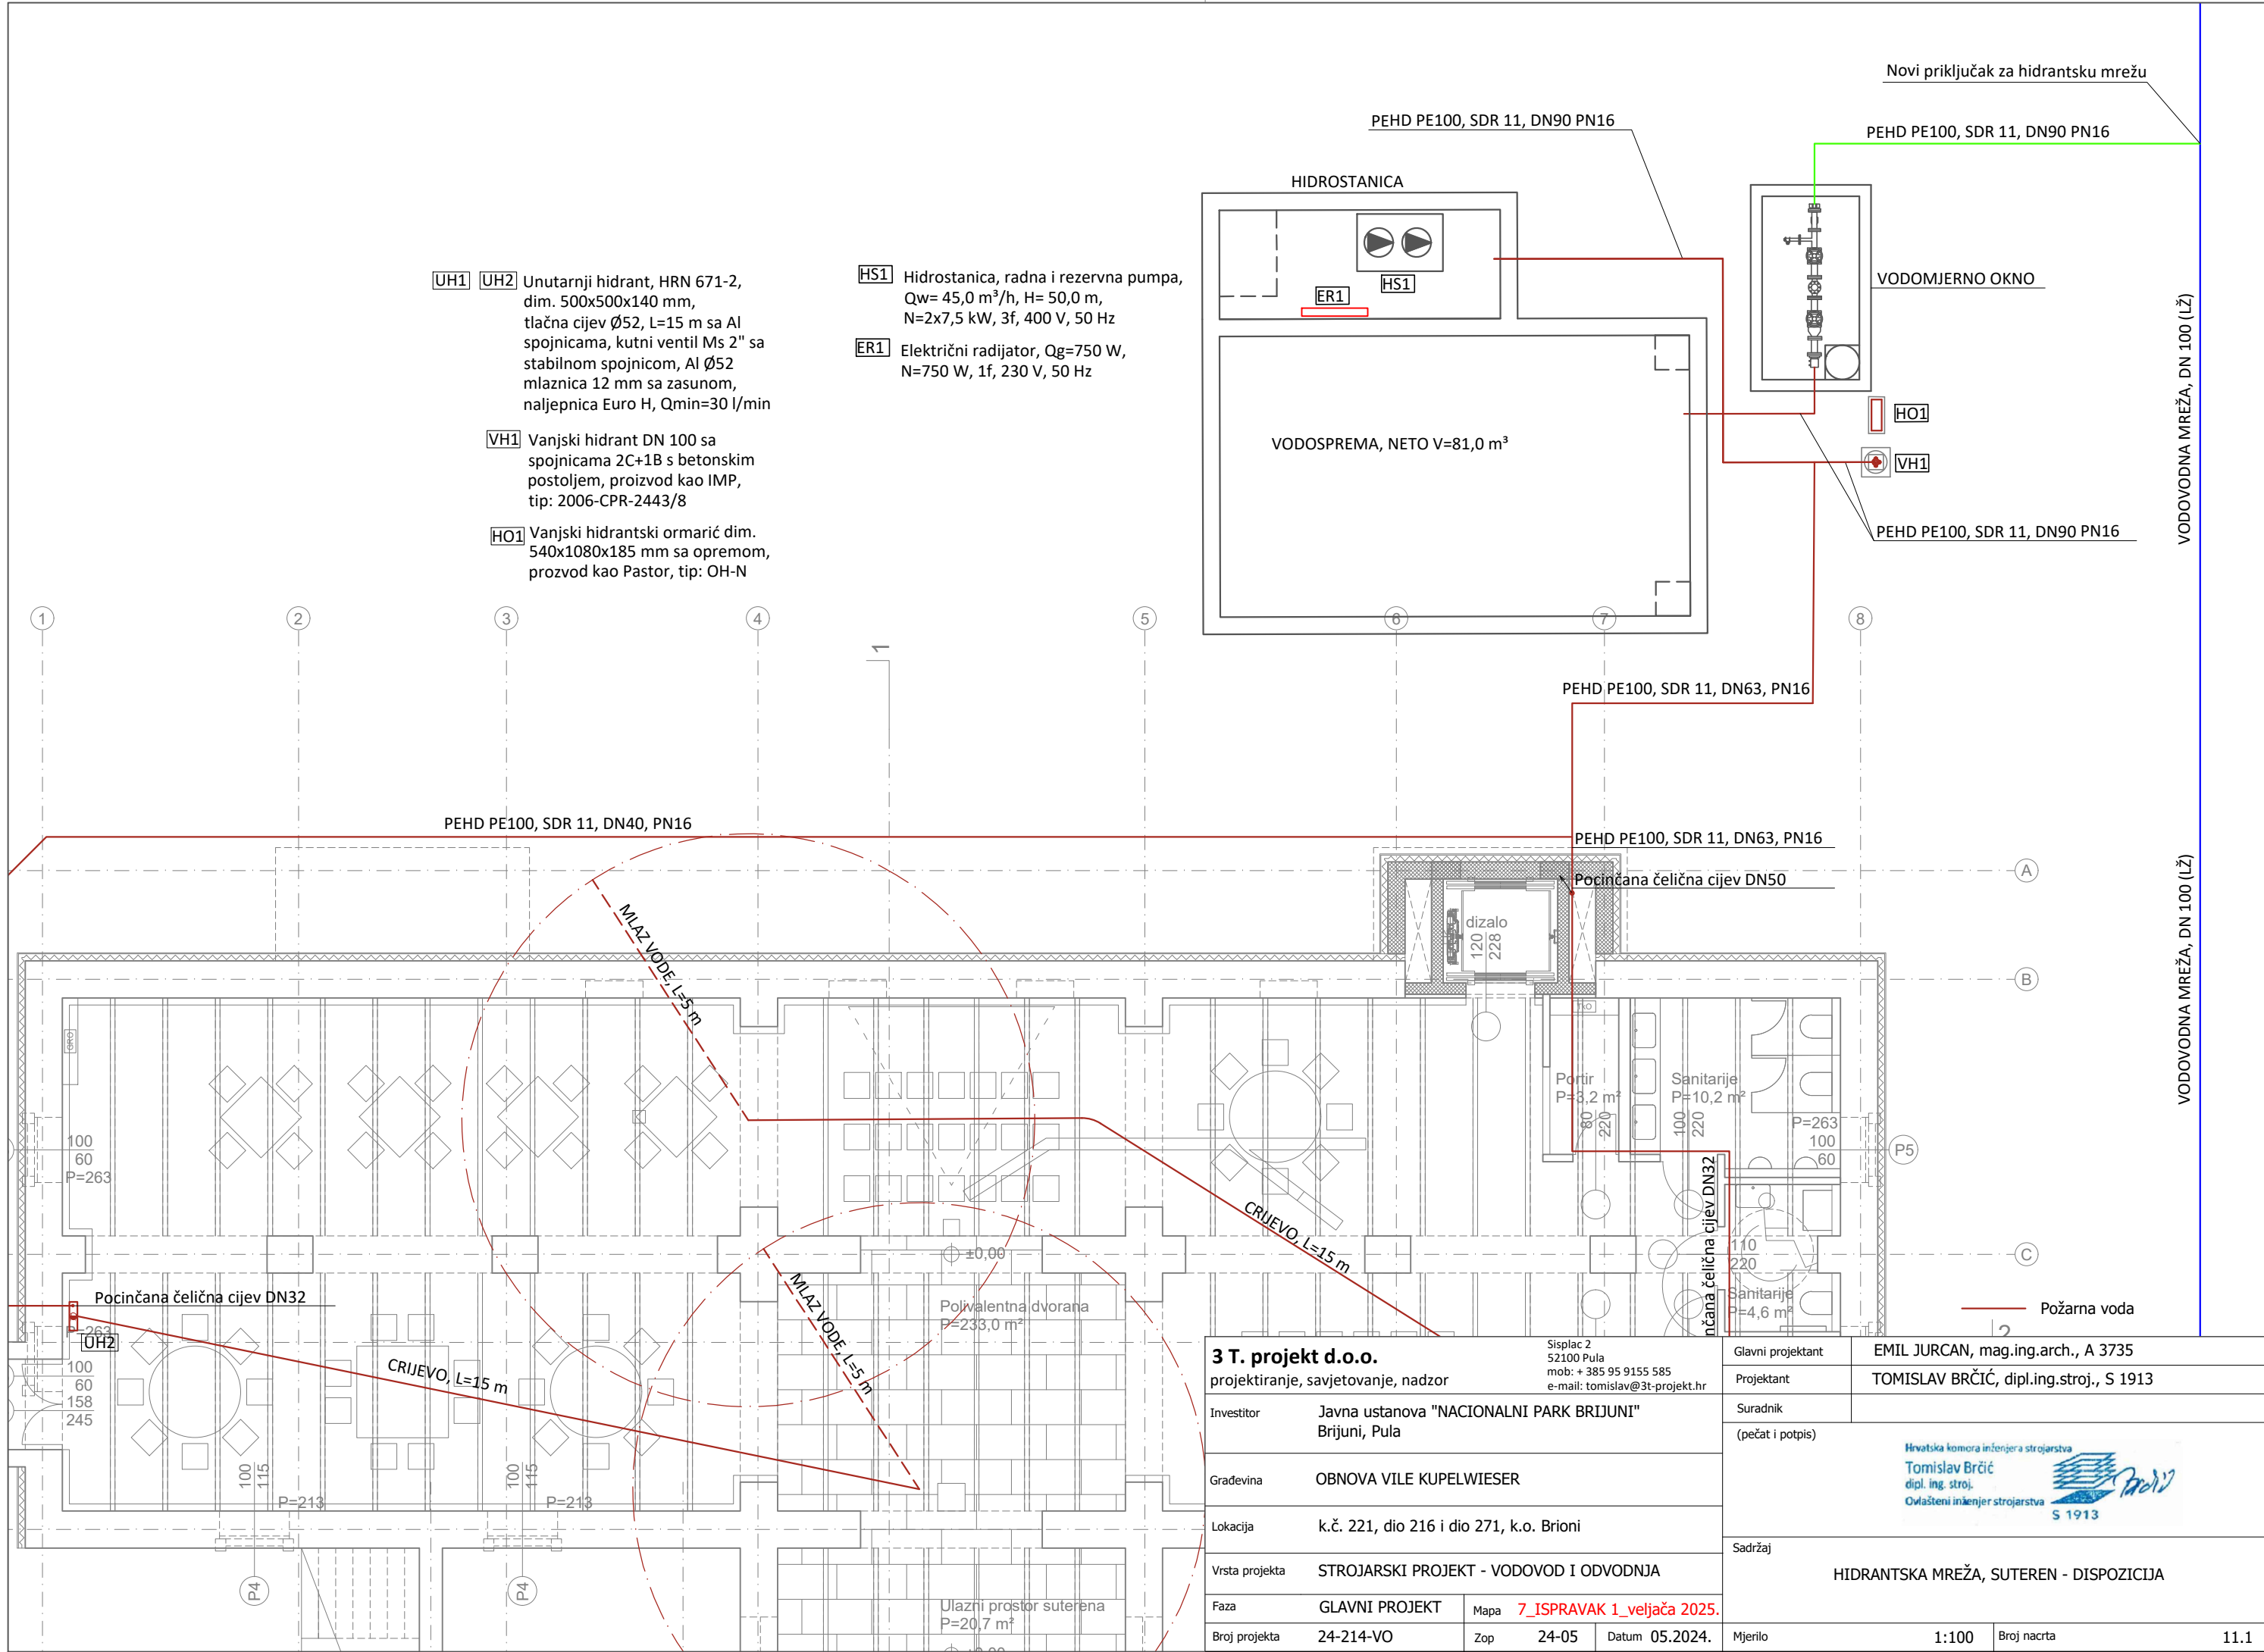 Novi priključak za hidrantsku mrežu
PEHD PE100, SDR 11, DN90 PN16
PEHD PE100, SDR 11, DN90 PN16
HIDROSTANICA
HS1
ER1
VODOMJERNO OKNO
HO1
VH1
VODOSPREMA, NETO V=81,0 m³
PEHD PE100, SDR 11, DN90 PN16
VODOVODNA MREŽA, DN 100 (LŽ)
UH1 UH2 Unutarnji hidrant, HRN 671-2,
dim. 500x500x140 mm,
tlačna cijev Ø52, L=15 m sa Al
spojnicama, kutni ventil Ms 2" sa
stabilnom spojnicom, Al Ø52
mlaznica 12 mm sa zasunom,
naljepnica Euro H, Qmin=30 l/min
VH1 Vanjski hidrant DN 100 sa
spojnicama 2C+1B s betonskim
postoljem, proizvod kao IMP,
tip: 2006-CPR-2443/8
HO1 Vanjski hidrantski ormarić dim.
540x1080x185 mm sa opremom,
prozvod kao Pastor, tip: OH-N
HS1 Hidrostanica, radna i rezervna pumpa,
Qw= 45,0 m³/h, H= 50,0 m,
N=2x7,5 kW, 3f, 400 V, 50 Hz
ER1 Električni radijator, Qg=750 W,
N=750 W, 1f, 230 V, 50 Hz
1
2
3
4
5
6
7
8
1
PEHD PE100, SDR 11, DN63, PN16
PEHD PE100, SDR 11, DN40, PN16
PEHD PE100, SDR 11, DN63, PN16
Pocinčana čelična cijev DN50
A
B
C
VODOVODNA MREŽA, DN 100 (LŽ)
dizalo
120
228
MLAZ VODE, L=5 m
GRO
Portir
P=3,2 m²
80
220
Sanitarije
P=10,2 m²
100
220
P=263
100
60
P5
100
60
P=263
CRIJEVO, L=15 m
nčana čelična cijev DN32
110
220
Sanitarije
P=4,6 m²
±0,00
Pocinčana čelična cijev DN32
P=263
UH2
100
60
158
245
CRIJEVO, L=15 m
MLAZ VODE, L=5 m
Polivalentna dvorana
P=233,0 m²
100
115
P=213
100
115
P=213
P4
P4
Ulazni prostor suterena
P=20,7 m²
Požarna voda
2
3 T. projekt d.o.o.
projektiranje, savjetovanje, nadzor
Sisplac 2
52100 Pula
mob: + 385 95 9155 585
e-mail: tomislav@3t-projekt.hr
Investitor Javna ustanova "NACIONALNI PARK BRIJUNI"
Brijuni, Pula
Građevina OBNOVA VILE KUPELWIESER
Lokacija k.č. 221, dio 216 i dio 271, k.o. Brioni
Vrsta projekta STROJARSKI PROJEKT - VODOVOD I ODVODNJA
Faza GLAVNI PROJEKT Mapa 7_ISPRAVAK 1_veljača 2025.
Broj projekta 24-214-VO Zop 24-05 Datum 05.2024.
Glavni projektant EMIL JURCAN, mag.ing.arch., A 3735
Projektant TOMISLAV BRČIĆ, dipl.ing.stroj., S 1913
Suradnik
(pečat i potpis)
Hrvatska komora inženjera strojarstva
Tomislav Brčić
dipl. ing. stroj.
Ovlašteni inženjer strojarstva
S 1913
Sadržaj
HIDRANTSKA MREŽA, SUTEREN - DISPOZICIJA
Mjerilo 1:100 Broj nacrta 11.1